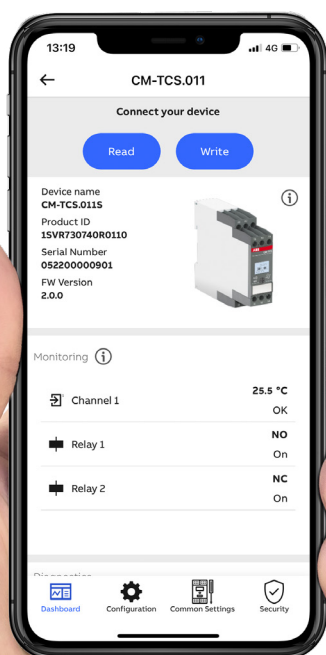 13:19
4G
CM-TCS.011
Connect your device
Read Write
Device name
CM-TCS.011S
Product ID
1SVR730740R0110
Serial Number
052200000901
FW Version
2.0.0
ABB
Monitoring
Channel 1 25.5 °C
OK
Relay 1 NO
On
Relay 2 NC
On
Diagnostics
Dashboard Configuration Common Settings Security